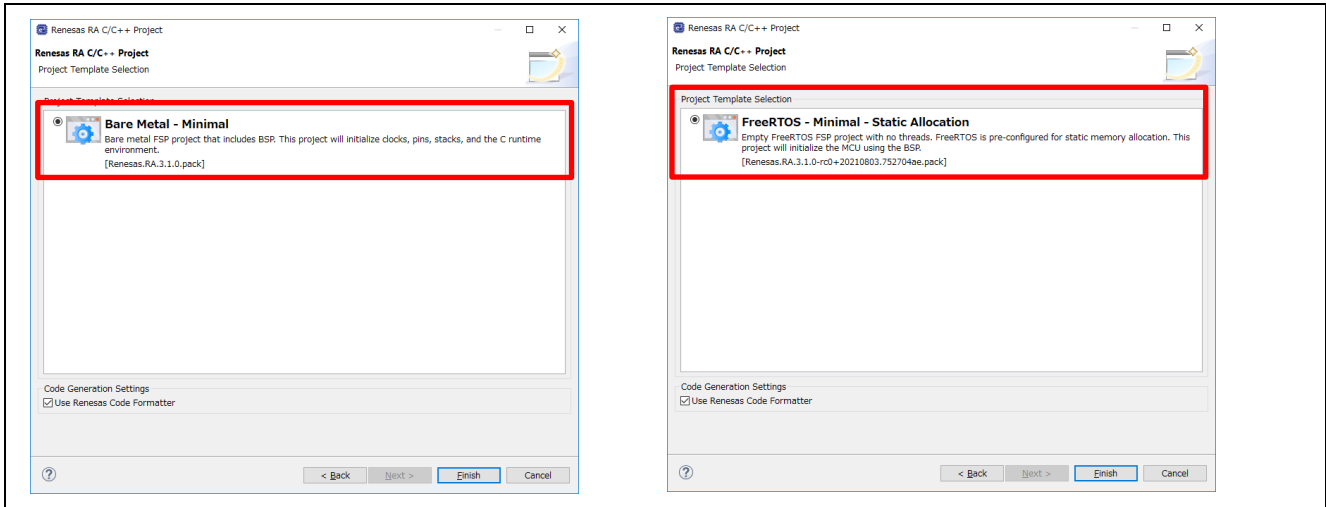 Renesas RA C/C++ Project
Renesas RA C/C++ Project
Project Template Selection
Project Template Selection
Bare Metal - Minimal
Bare metal FSP project that includes BSP. This project will initialize clocks, pins, stacks, and the C runtime
environment.
[Renesas.RA.3.1.0.pack]
Code Generation Settings
Use Renesas Code Formatter
?
< Back
Next >
Finish
Cancel
Renesas RA C/C++ Project
Renesas RA C/C++ Project
Project Template Selection
Project Template Selection
FreeRTOS - Minimal - Static Allocation
Empty FreeRTOS FSP project with no threads. FreeRTOS is pre-configured for static memory allocation. This
project will initialize the MCU using the BSP.
[Renesas.RA.3.1.0-rc0+20210803.752704ae.pack]
Code Generation Settings
Use Renesas Code Formatter
?
< Back
Next >
Finish
Cancel